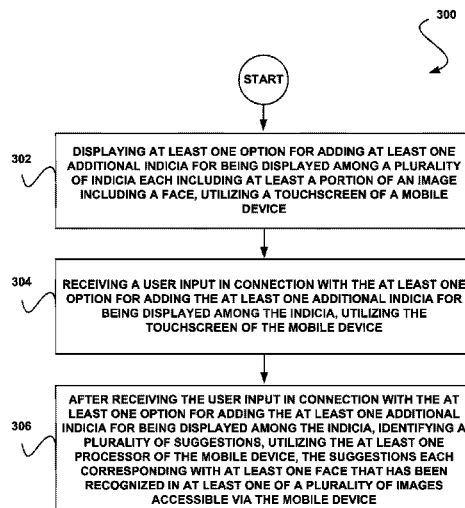 300
START
302
DISPLAYING AT LEAST ONE OPTION FOR ADDING AT LEAST ONE
ADDITIONAL INDICIA FOR BEING DISPLAYED AMONG A PLURALITY
OF INDICIA EACH INCLUDING AT LEAST A PORTION OF AN IMAGE
INCLUDING A FACE, UTILIZING A TOUCHSCREEN OF A MOBILE
DEVICE
304
RECEIVING A USER INPUT IN CONNECTION WITH THE AT LEAST ONE
OPTION FOR ADDING THE AT LEAST ONE ADDITIONAL INDICIA FOR
BEING DISPLAYED AMONG THE INDICIA, UTILIZING THE
TOUCHSCREEN OF THE MOBILE DEVICE
306
AFTER RECEIVING THE USER INPUT IN CONNECTION WITH THE AT
LEAST ONE OPTION FOR ADDING THE AT LEAST ONE ADDITIONAL
INDICIA FOR BEING DISPLAYED AMONG THE INDICIA, IDENTIFYING A
PLURALITY OF SUGGESTIONS, UTILIZING THE AT LEAST ONE
PROCESSOR OF THE MOBILE DEVICE, THE SUGGESTIONS EACH
CORRESPONDING WITH AT LEAST ONE FACE THAT HAS BEEN
RECOGNIZED IN AT LEAST ONE OF A PLURALITY OF IMAGES
ACCESSIBLE VIA THE MOBILE DEVICE